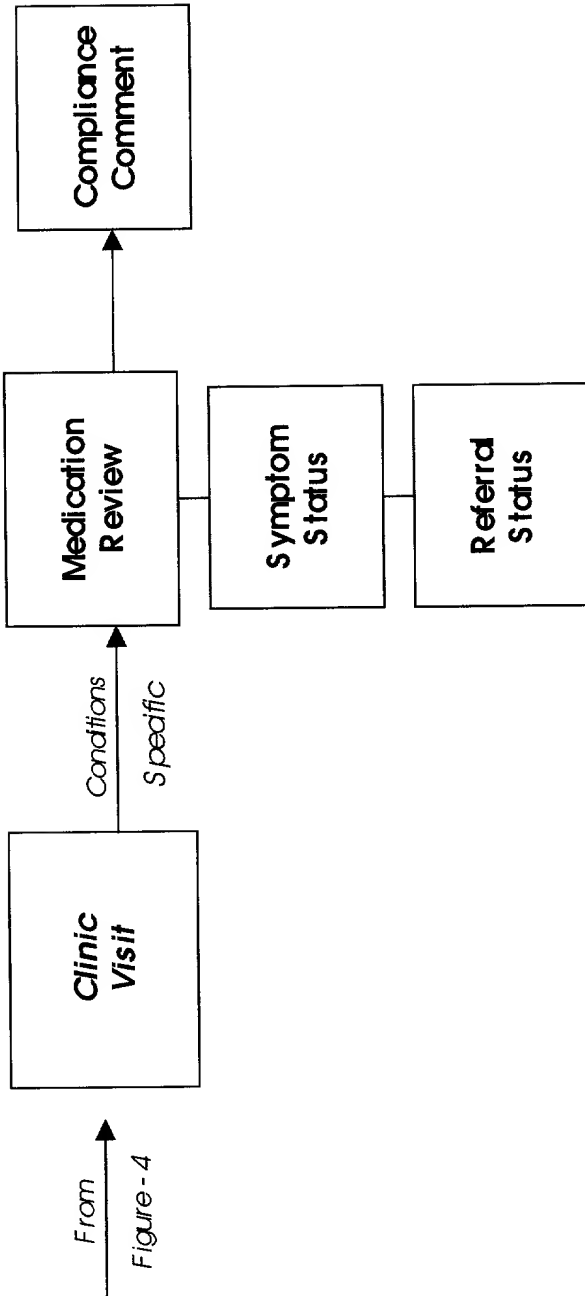 From
Figure-4
Clinic
Visit
Conditions
Specific
Medication
Review
Compliance
Comment
Symptom
Status
Referral
Status